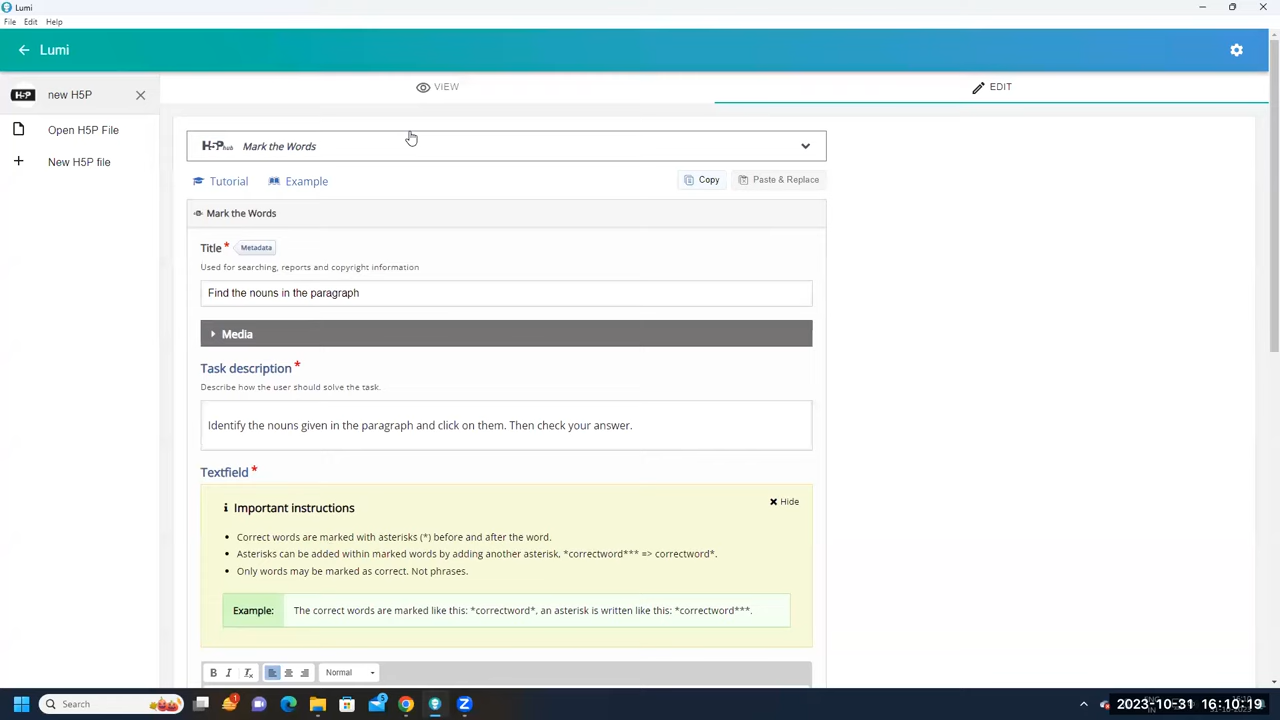 Lumi
File Edit Help
Lumi
H5P new H5P
VIEW
EDIT
Open H5P File
New H5P file
H5Phub Mark the Words
Tutorial Example
Copy Paste & Replace
Mark the Words
Title * Metadata
Used for searching, reports and copyright information
Find the nouns in the paragraph
Media
Task description *
Describe how the user should solve the task.
Identify the nouns given in the paragraph and click on them. Then check your answer.
Textfield *
Important instructions
Hide
Correct words are marked with asterisks (*) before and after the word.
Asterisks can be added within marked words by adding another asterisk, *correctword*** => correctword*.
Only words may be marked as correct. Not phrases.
Example: The correct words are marked like this: *correctword*, an asterisk is written like this: *correctword***.
B I Tx Normal
Search
2023-10-31 16:10:19